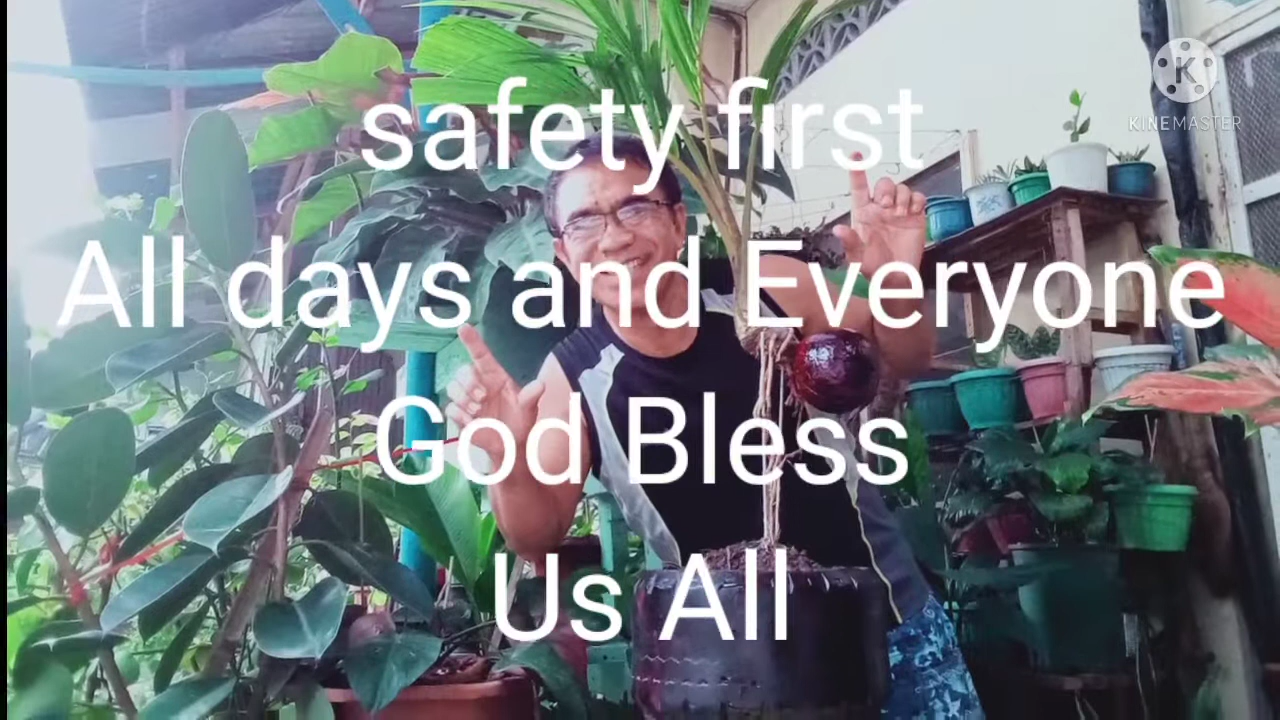 K
KINEMASTER
safety first
All days and Everyone
God Bless
Us All